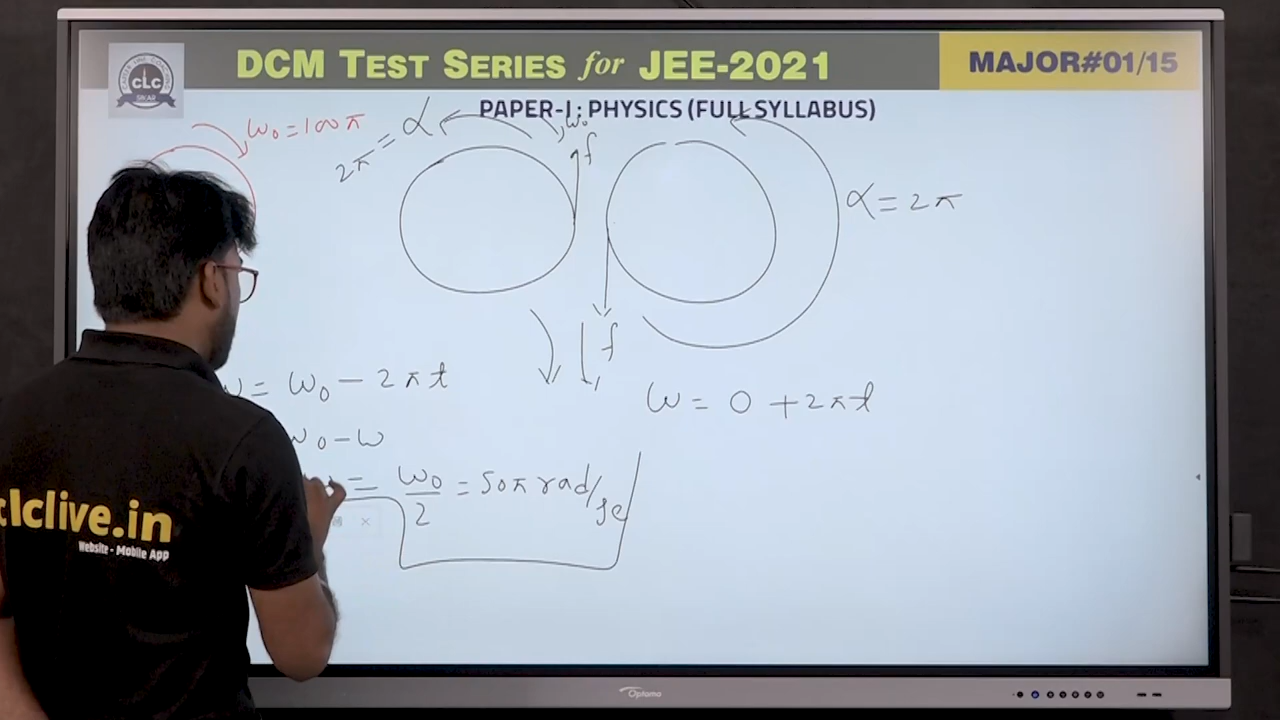 DCM TEST SERIES for JEE-2021
MAJOR#01/15
CLC
SIKAR
PAPER-I : PHYSICS (FULL SYLLABUS)
ω₀ = 100π
2π = α
ω₀
f
α = 2π
f
ω = ω₀ - 2πt
ω = 0 + 2πt
ω₀ - ω
= ω₀/2 = 50π rad/se
clclive.in
Website - Mobile App
Optoma